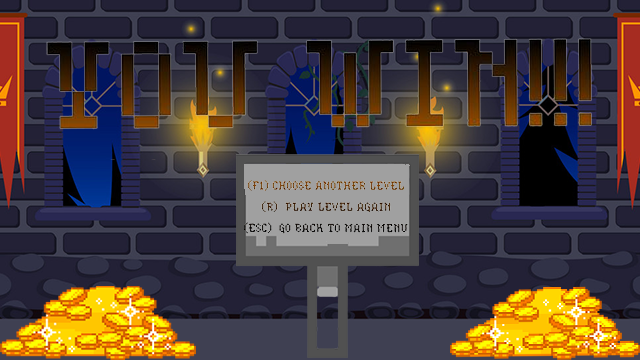 YOU WIN!!!
(F1) CHOOSE ANOTHER LEVEL
(R) PLAY LEVEL AGAIN
(ESC) GO BACK TO MAIN MENU